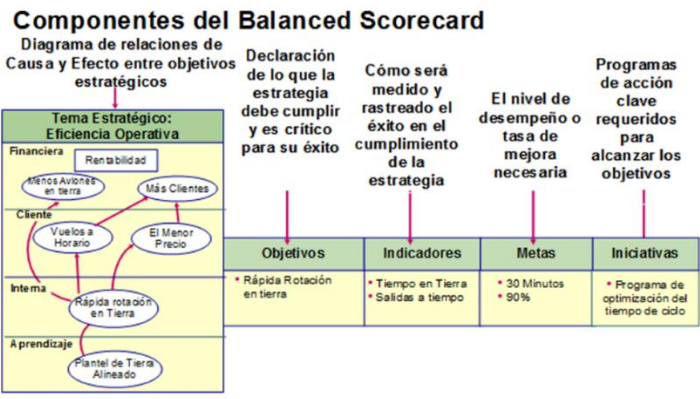 Componentes del Balanced Scorecard
Diagrama de relaciones de
Causa y Efecto entre objetivos
estratégicos
Declaración
de lo que la
estrategia
debe cumplir
y es crítico
para su éxito
Cómo será
medido y
rastreado el
éxito en el
cumplimiento
de la
estrategia
El nivel de
desempeño o
tasa de
mejora
necesaria
Programas
de acción
clave
requeridos
para
alcanzar los
objetivos
Tema Estratégico:
Eficiencia Operativa
Financiera
Rentabilidad
Menos Aviones
en tierra
Más Clientes
Cliente
Vuelos a
Horario
El Menor
Precio
Interna
Rápida rotación
en Tierra
Aprendizaje
Plantel de Tierra
Alineado
Objetivos
• Rápida Rotación
en tierra
Indicadores
• Tiempo en Tierra
• Salidas a tiempo
Metas
• 30 Minutos
• 90%
Iniciativas
• Programa de
optimización del
tiempo de ciclo